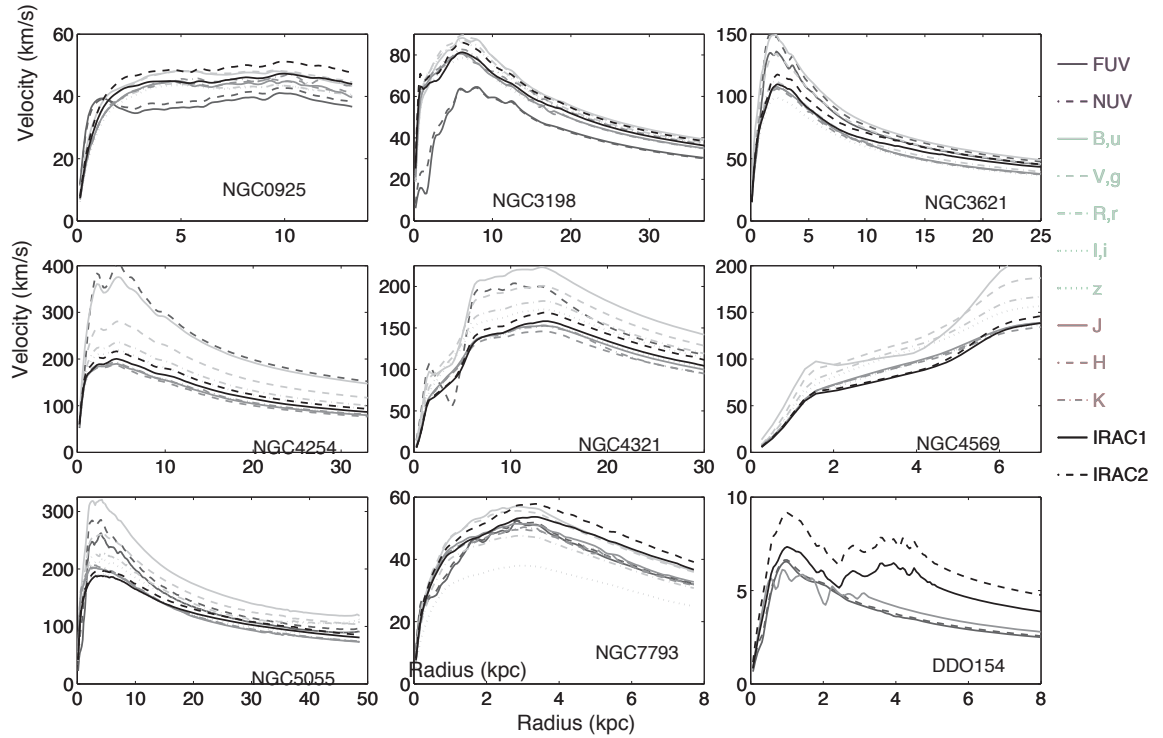 Velocity (km/s)
60
40
20
0
0 5 10
NGC0925
80
60
40
20
0
0 10 20 30
NGC3198
150
100
50
0
0 5 10 15 20 25
NGC3621
Velocity (km/s)
400
300
200
100
0
0 10 20 30
NGC4254
200
150
100
50
0
0 10 20 30
NGC4321
200
150
100
50
0
0 2 4 6
NGC4569
300
200
100
0
0 10 20 30 40 50
NGC5055
60
40
20
0
0 2 4 6 8
NGC7793
Radius (kpc)
10
5
0
0 2 4 6 8
DDO154
Radius (kpc)
FUV
NUV
B,u
V,g
R,r
I,i
z
J
H
K
IRAC1
IRAC2